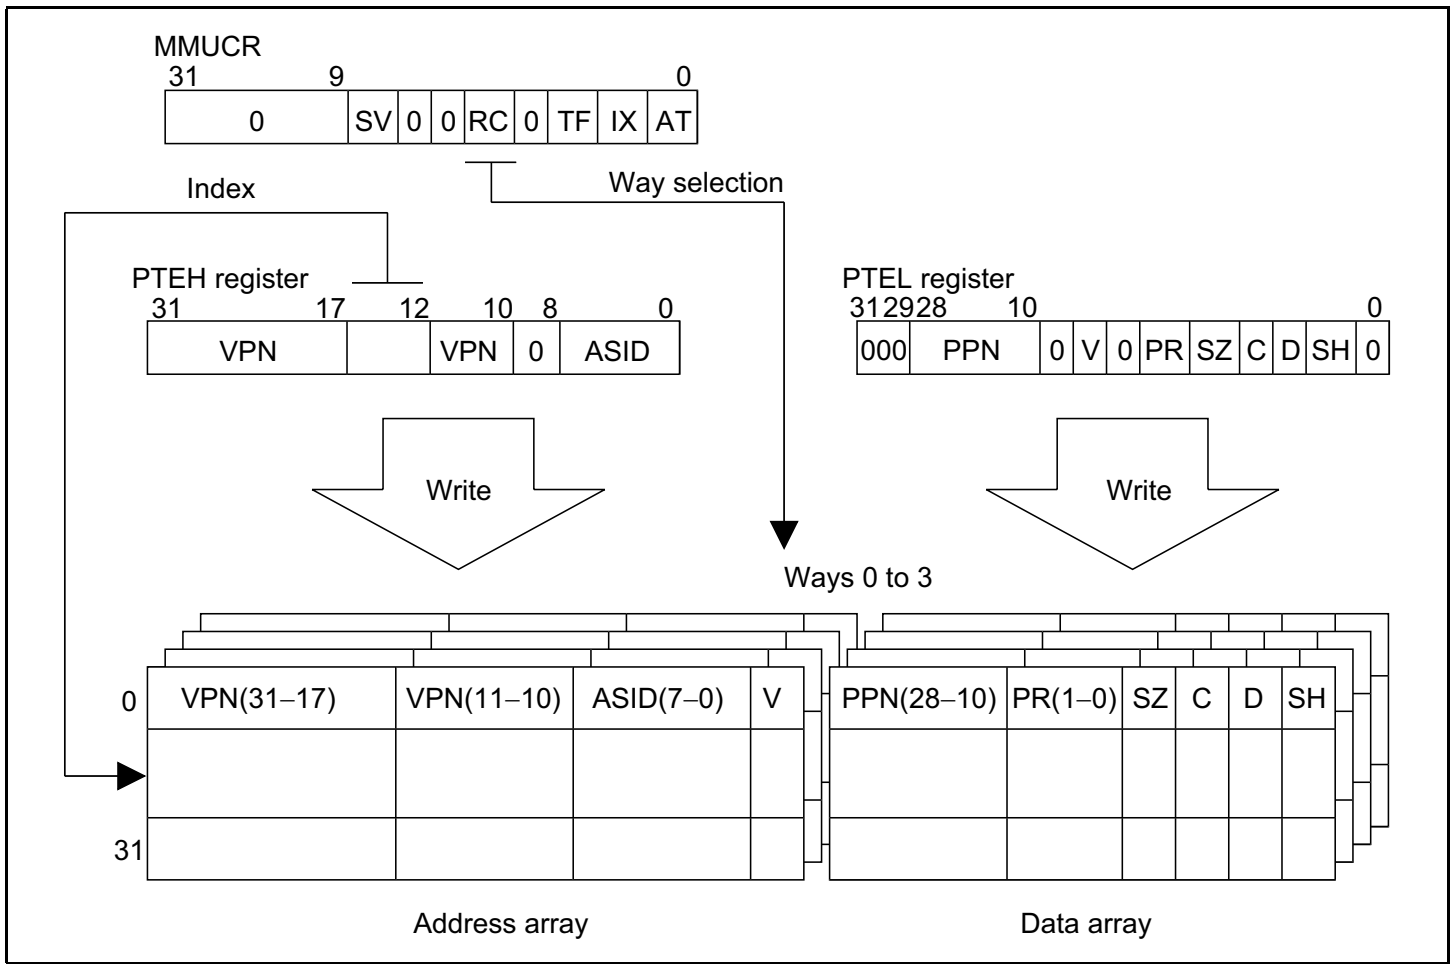 MMUCR
31 9 0
0 SV 0 0 RC 0 TF IX AT
Index
Way selection
PTEH register
31 17 12 10 8 0
VPN VPN 0 ASID
PTEL register
31 29 28 10 0
000 PPN 0 V 0 PR SZ C D SH 0
Write
Write
Ways 0 to 3
0 VPN(31–17) VPN(11–10) ASID(7–0) V PPN(28–10) PR(1–0) SZ C D SH
31
Address array
Data array